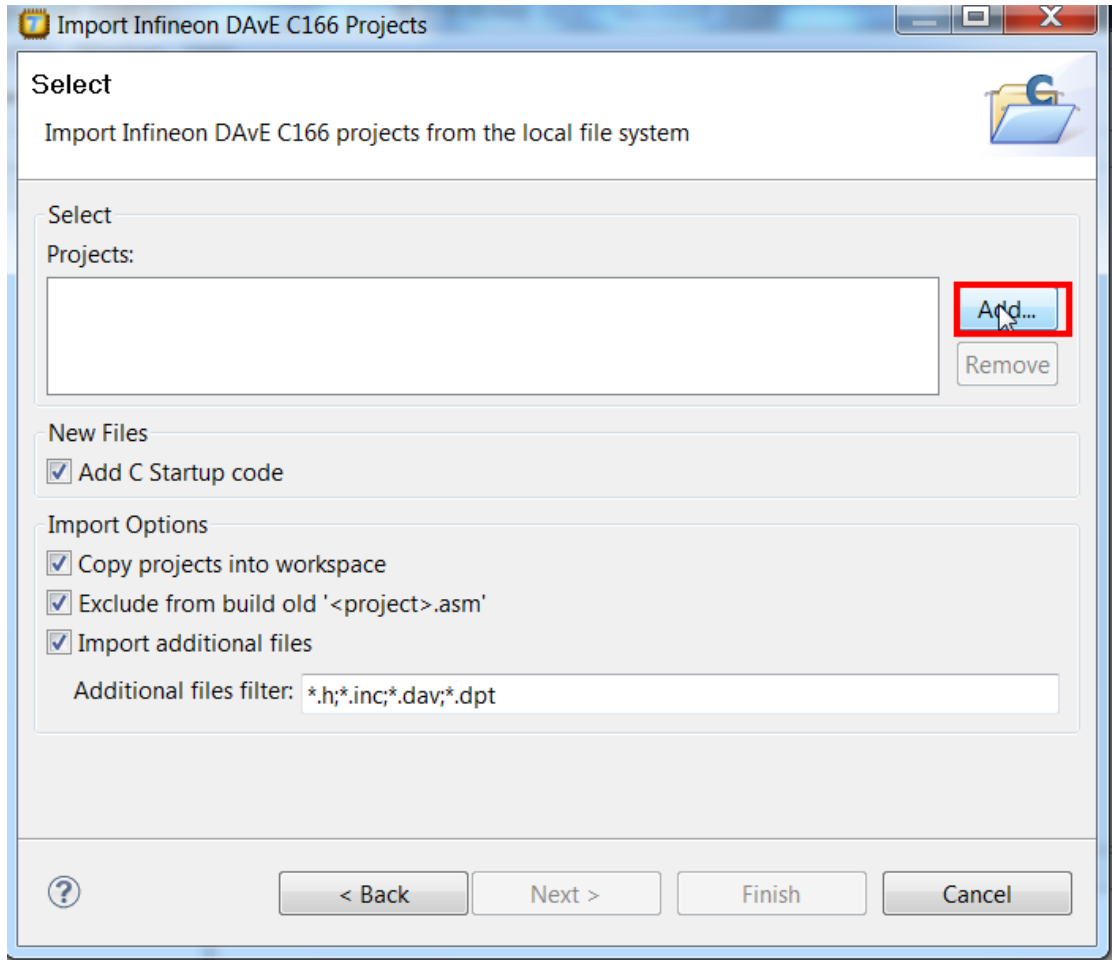 Import Infineon DAvE C166 Projects
Select
Import Infineon DAvE C166 projects from the local file system
Select
Projects:
Add...
Remove
New Files
Add C Startup code
Import Options
Copy projects into workspace
Exclude from build old '<project>.asm'
Import additional files
Additional files filter: *.h;*.inc;*.dav;*.dpt
< Back Next > Finish Cancel